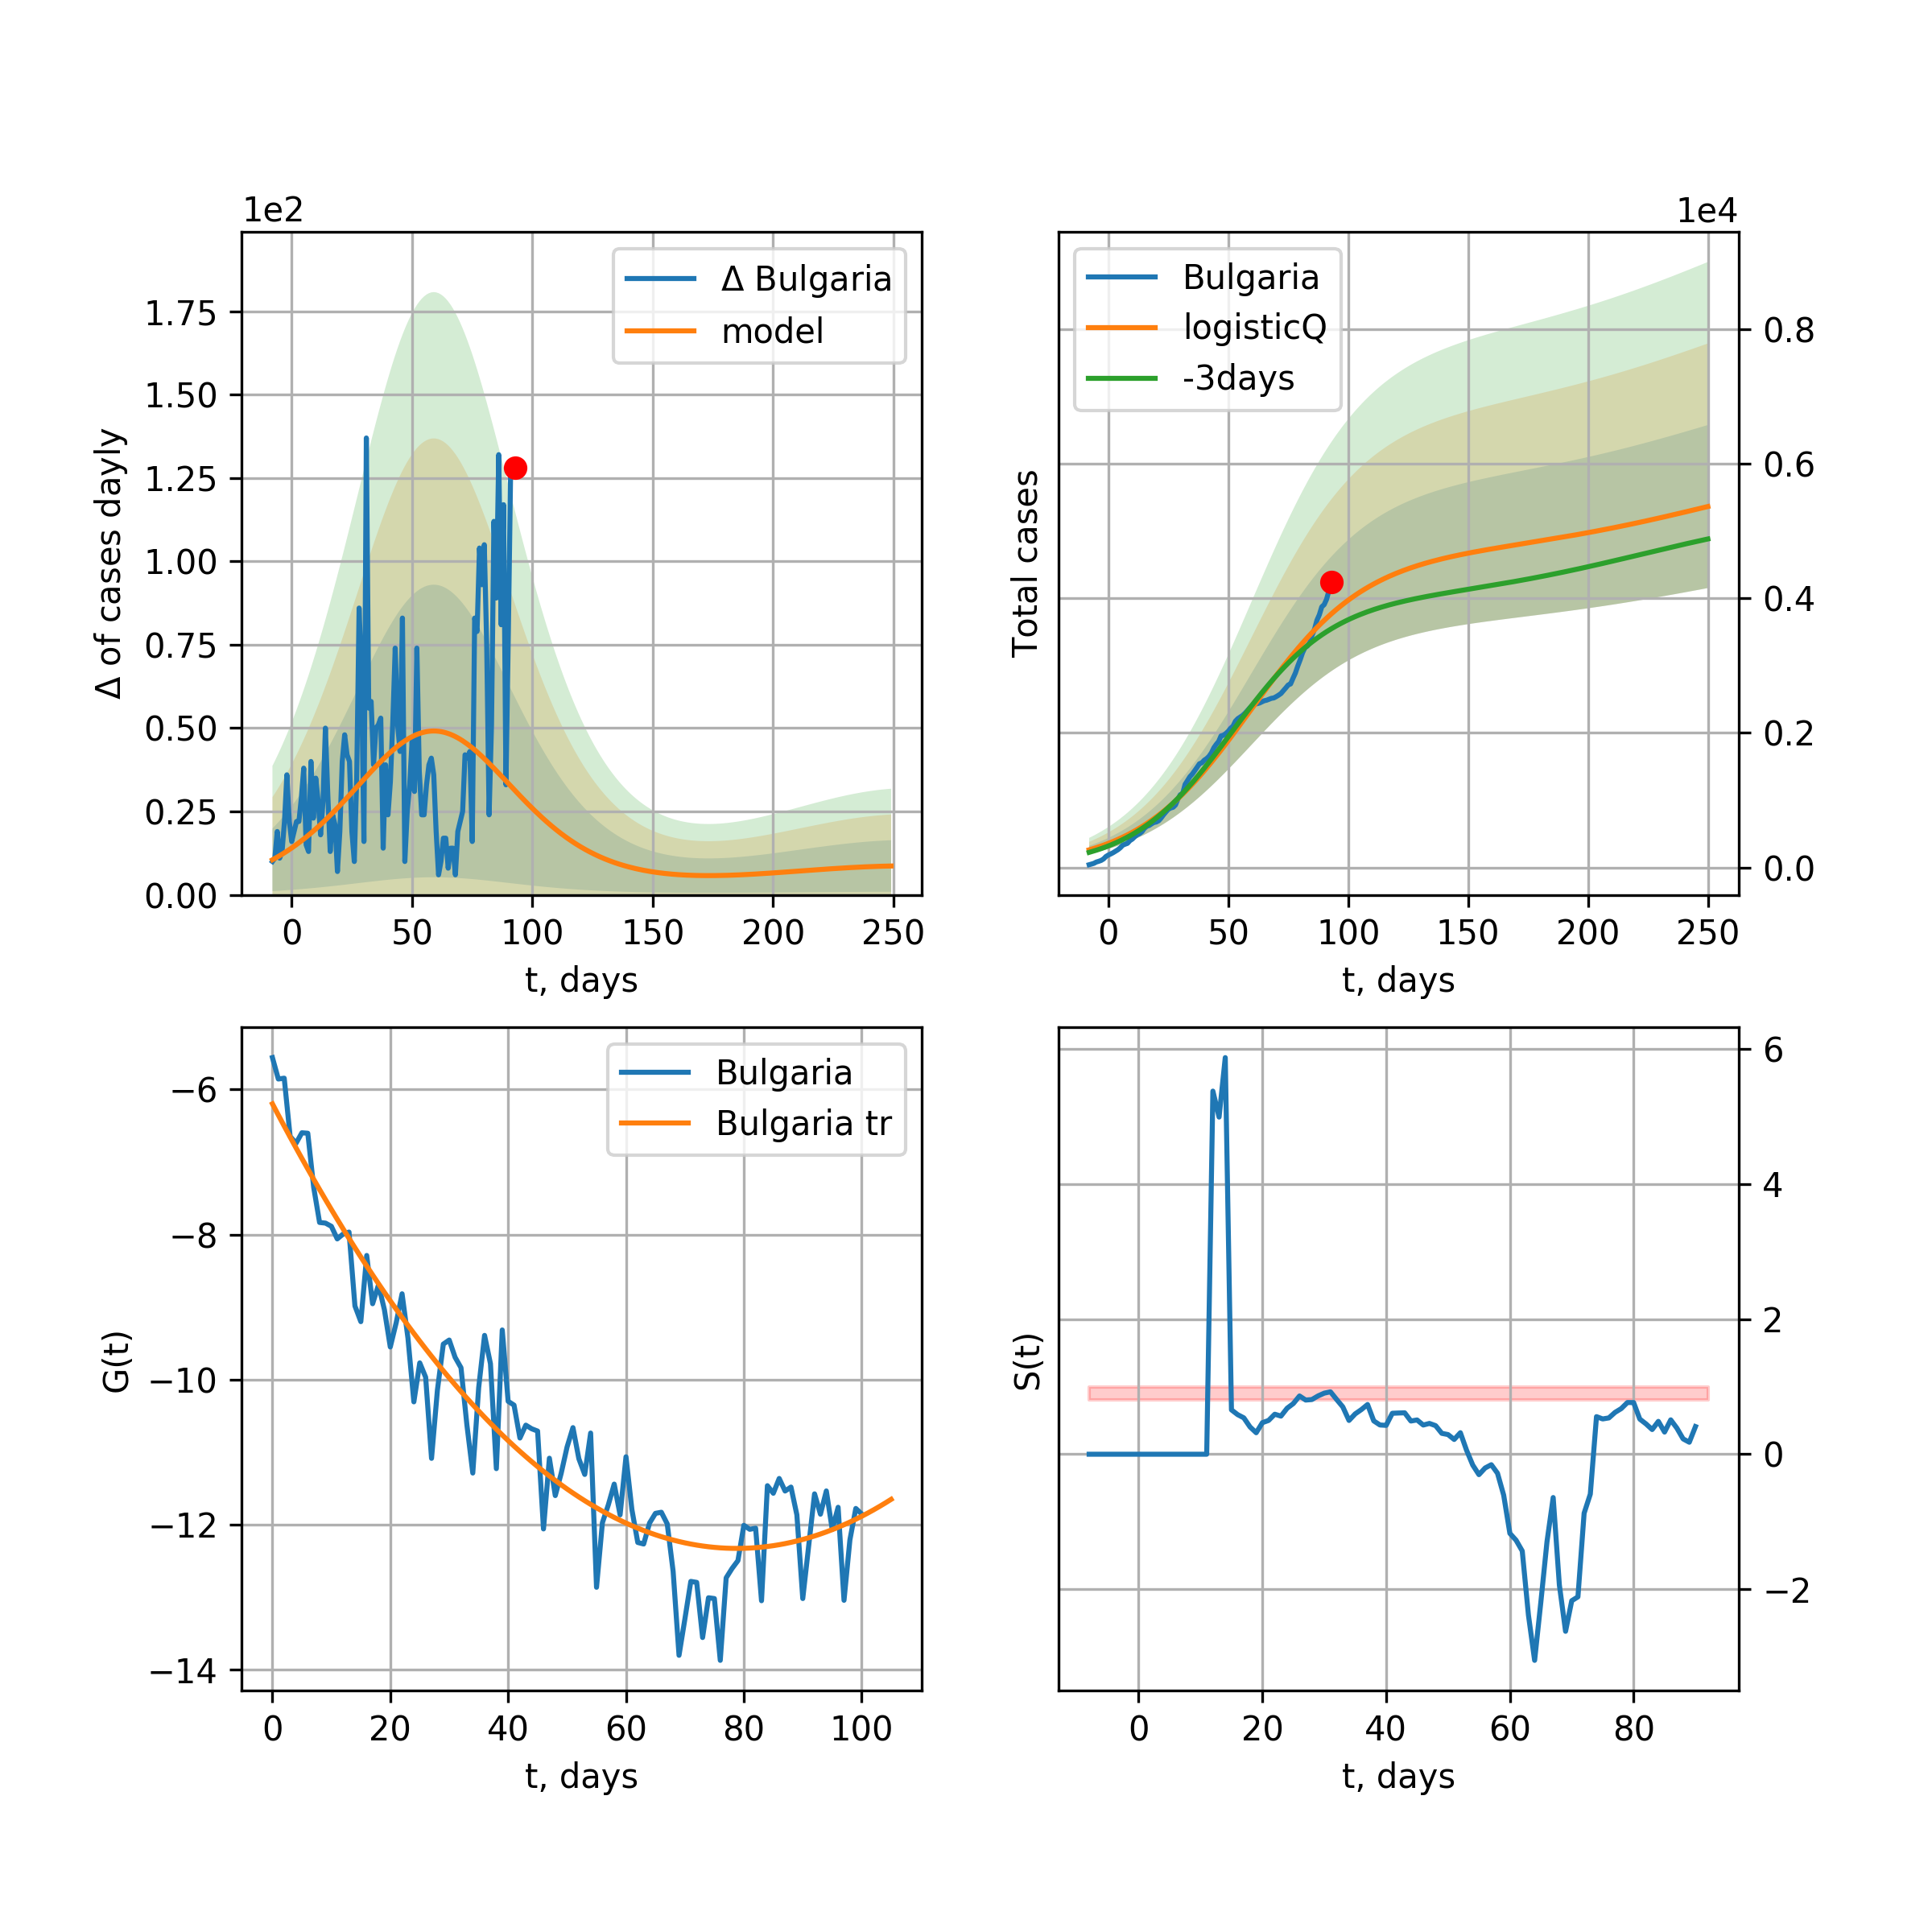 1e2
Δ of cases dayly
1.75
1.50
1.25
1.00
0.75
0.50
0.25
0.00
Δ Bulgaria
model
0 50 100 150 200 250
t, days
1e4
Total cases
Bulgaria
logisticQ
-3days
0.8
0.6
0.4
0.2
0.0
0 50 100 150 200 250
t, days
G(t)
−6
−8
−10
−12
−14
Bulgaria
Bulgaria tr
0 20 40 60 80 100
t, days
S(t)
6
4
2
0
−2
0 20 40 60 80
t, days